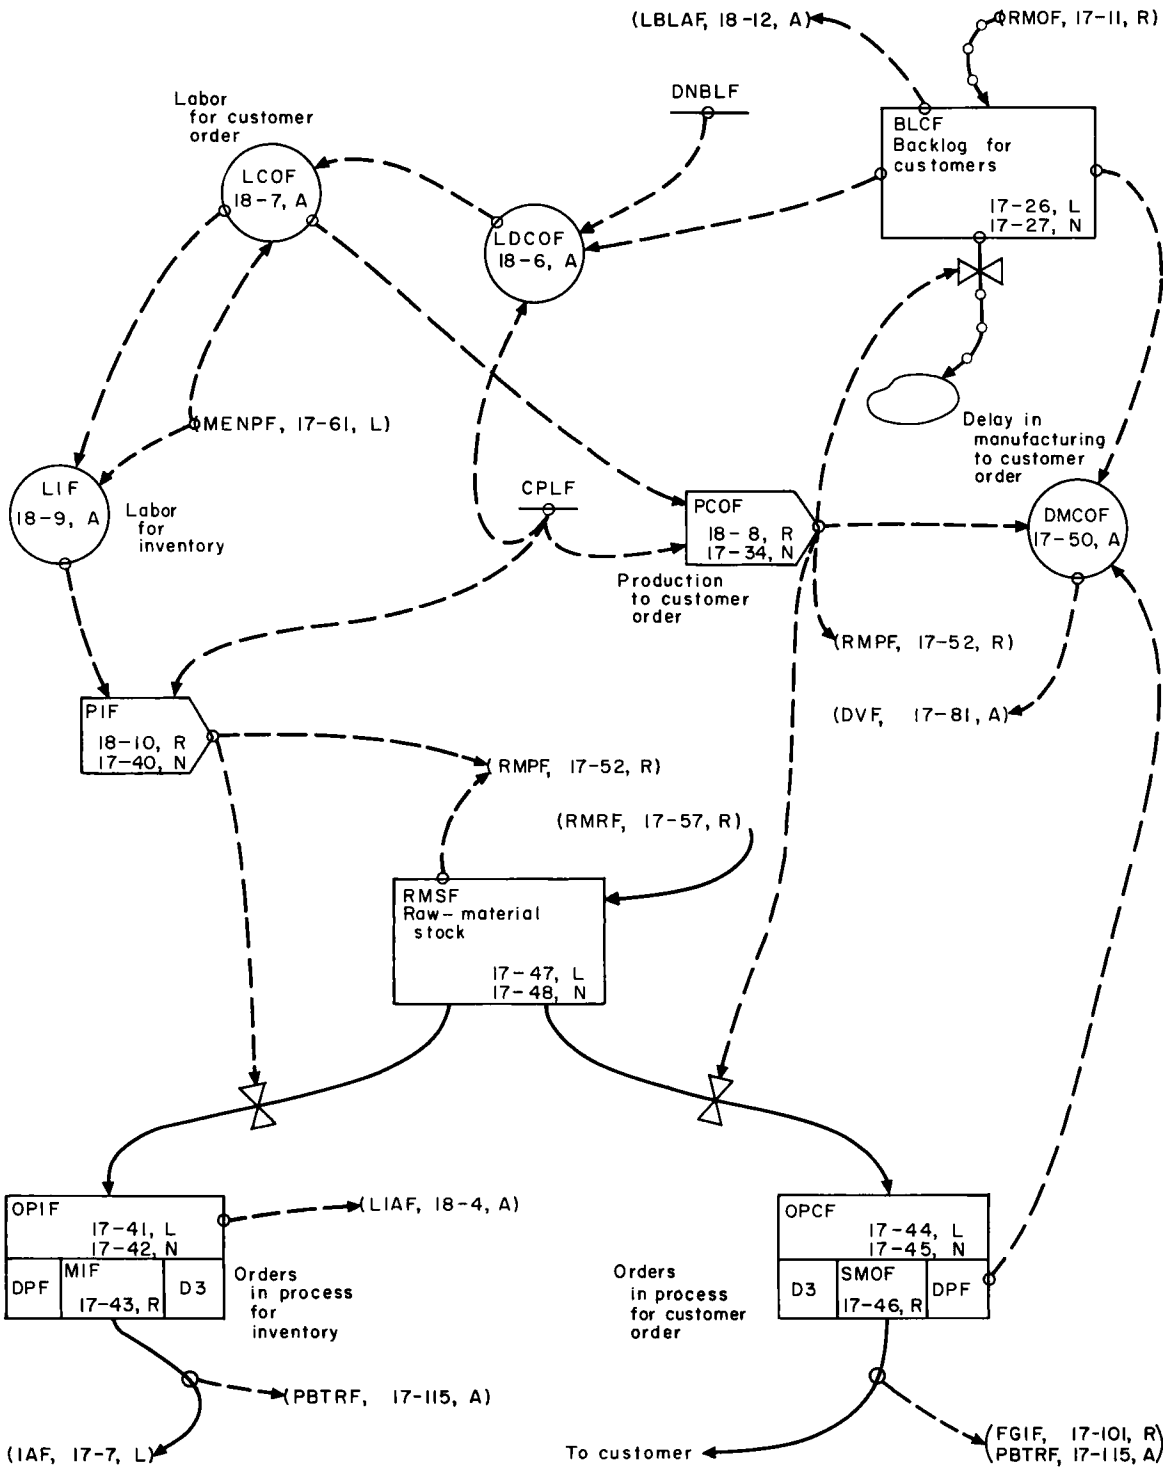 (LBLAF, 18-12, A)
(RMOF, 17-11, R)
DNBLF
Labor
for customer
order
BLCF
Backlog for
customers
17-26, L
17-27, N
LCOF
18-7, A
LDCOF
18-6, A
(MENPF, 17-61, L)
Delay in
manufacturing
to customer
order
LIF
18-9, A
Labor
for
inventory
CPLF
PCOF
18-8, R
17-34, N
DMCOF
17-50, A
Production
to customer
order
(RMPF, 17-52, R)
(DVF, 17-81, A)
PIF
18-10, R
17-40, N
(RMPF, 17-52, R)
(RMRF, 17-57, R)
RMSF
Raw-material
stock
17-47, L
17-48, N
OPIF
17-41, L
17-42, N
DPF
MIF
17-43, R
D3
(LIAF, 18-4, A)
Orders
in process
for
inventory
OPCF
17-44, L
17-45, N
D3
SMOF
17-46, R
DPF
Orders
in process
for customer
order
(PBTRF, 17-115, A)
(IAF, 17-7, L)
To customer
(FGIF, 17-101, R)
(PBTRF, 17-115, A)